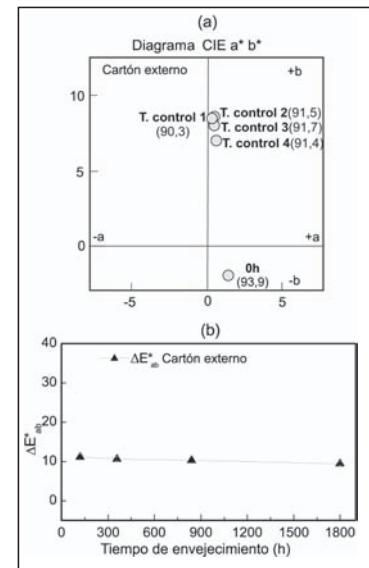 (a)
Diagrama CIE a* b*
Cartón externo
+b
10
T. control 1
(90,3)
T. control 2(91,5)
T. control 3(91,7)
T. control 4(91,4)
5
-a
+a
0
0h
(93,9)
-b
-5
0
5
(b)
40
▲ ΔE*ab Cartón externo
30
20
10
0
ΔE*ab
0 300 600 900 1200 1500 1800
Tiempo de envejecimiento (h)